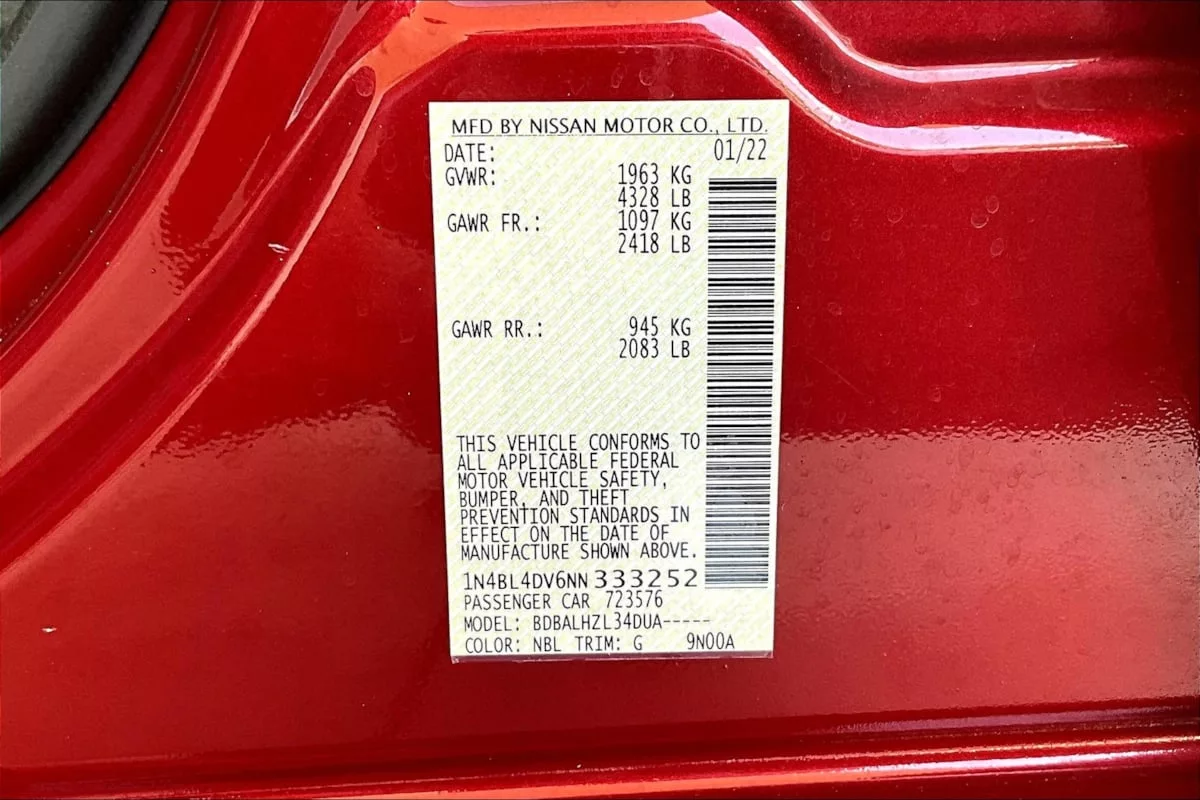 MFD BY NISSAN MOTOR CO., LTD.
DATE: 01/22
GVWR: 1963 KG
4328 LB
GAWR FR.: 1097 KG
2418 LB
GAWR RR.: 945 KG
2083 LB
THIS VEHICLE CONFORMS TO
ALL APPLICABLE FEDERAL
MOTOR VEHICLE SAFETY,
BUMPER, AND THEFT
PREVENTION STANDARDS IN
EFFECT ON THE DATE OF
MANUFACTURE SHOWN ABOVE.
1N4BL4DV6NN 333252
PASSENGER CAR 723576
MODEL: BDBALHZL34DUA-----
COLOR: NBL TRIM: G 9N00A